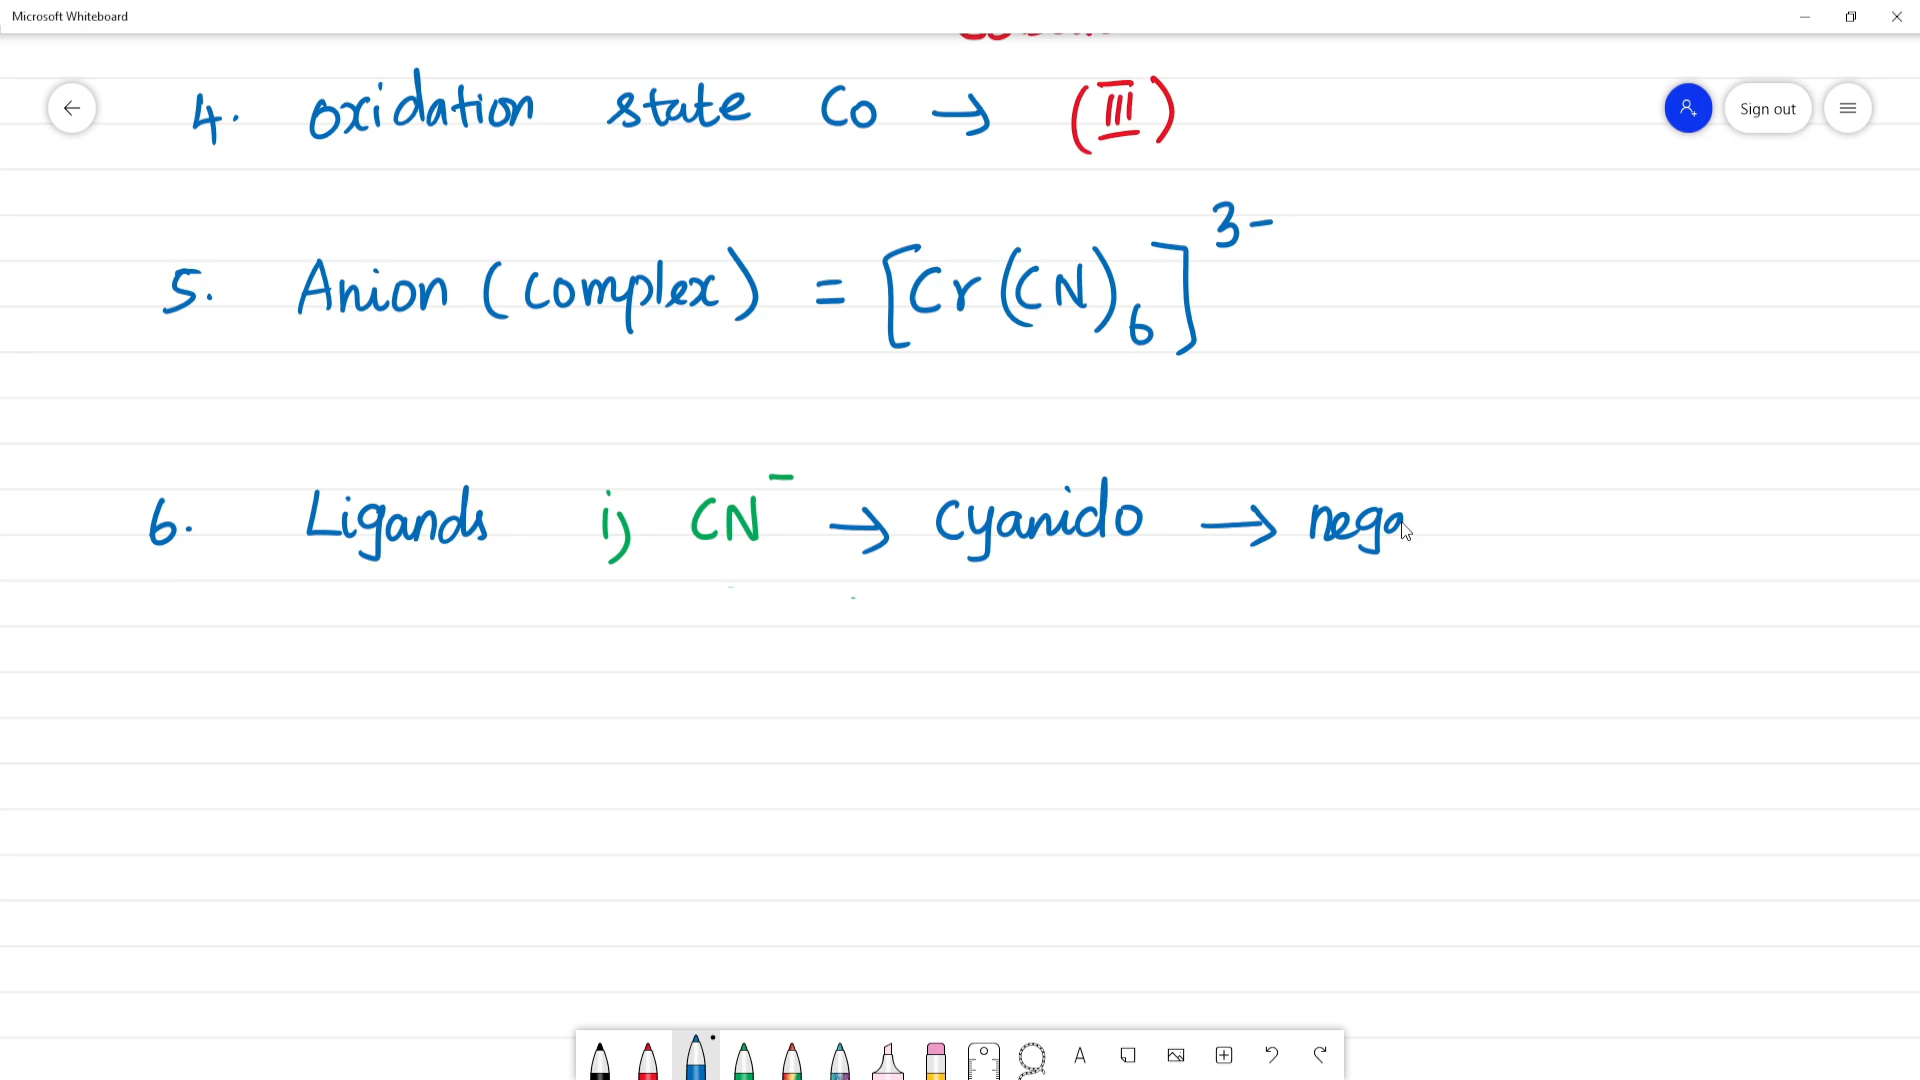 Microsoft Whiteboard
4. oxidation state Co → (III)
Sign out
5. Anion (complex) = [Cr(CN)6]3-
6. Ligands i) CN- → cyanido → nega
A